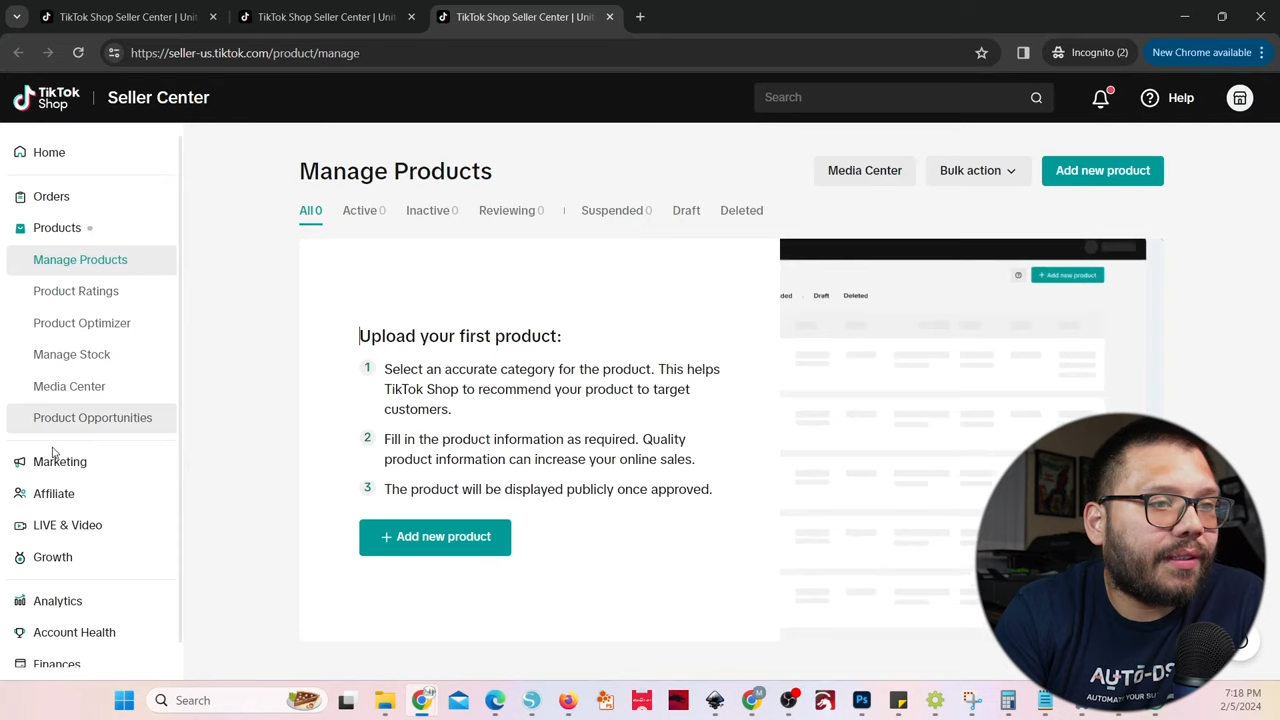 TikTok Seller Center | Unit
TikTok Seller Center | Unit
TikTok Seller Center | Unit
https://seller-us.tiktok.com/product/manage
Incognito (2)
New Chrome available
TikTok Shop
Seller Center
Search
Help
Home
Orders
Products
Manage Products
Product Ratings
Product Optimizer
Manage Stock
Media Center
Product Opportunities
Marketing
Affiliate
LIVE & Video
Growth
Analytics
Account Health
Finances
Manage Products
Media Center
Bulk action
Add new product
All 0 Active 0 Inactive 0 Reviewing 0 Suspended 0 Draft Deleted
Upload your first product:
1 Select an accurate category for the product. This helps
TikTok Shop to recommend your product to target
customers.
2 Fill in the product information as required. Quality
product information can increase your online sales.
3 The product will be displayed publicly once approved.
+ Add new product
+ Add new product
ded Draft Deleted
AUTO-DS
AUTOMATE YOUR
Search
Ps
M
7:18 PM
2/5/2024